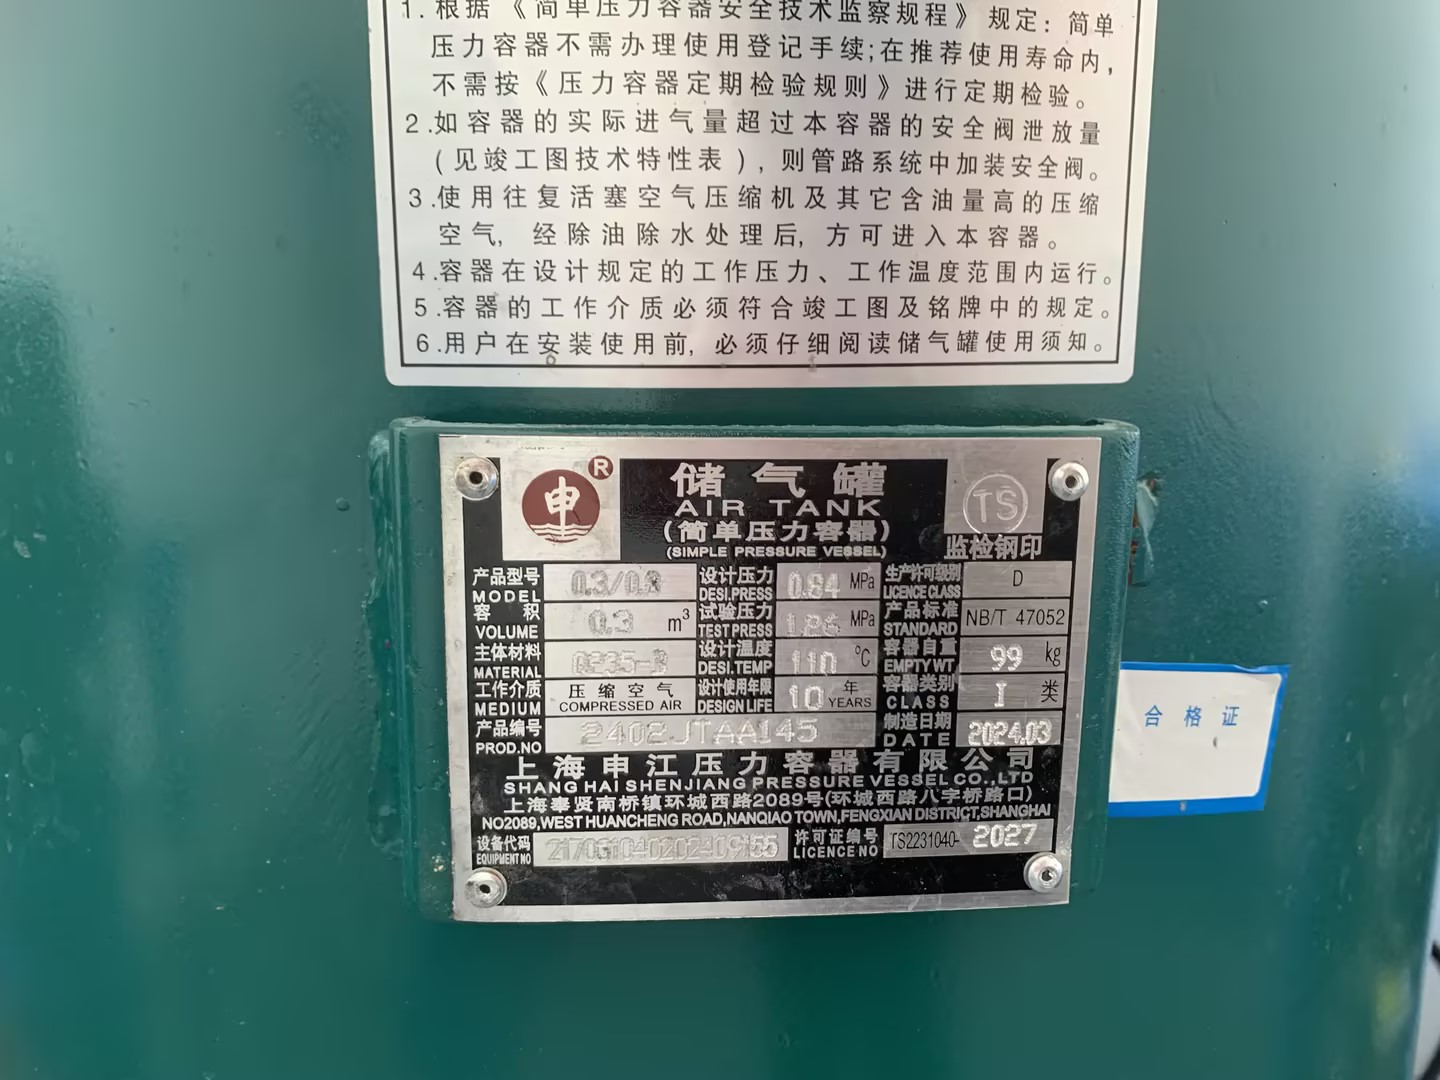 1.根据《简单压力容器安全技术监察规程》规定：简单
压力容器不需办理使用登记手续;在推荐使用寿命内，
不需按《压力容器定期检验规则》进行定期检验。
2.如容器的实际进气量超过本容器的安全阀泄放量
(见竣工图技术特性表)，则管路系统中加装安全阀。
3.使用往复活塞空气压缩机及其它含油量高的压缩
空气，经除油除水处理后，方可进入本容器。
4.容器在设计规定的工作压力、工作温度范围内运行。
5.容器的工作介质必须符合竣工图及铭牌中的规定。
6.用户在安装使用前，必须仔细阅读储气罐使用须知。
申 ®
储气罐
AIR TANK
(简单压力容器)
(SIMPLE PRESSURE VESSEL)
TS
监检钢印
产品型号 0.3/0.8 设计压力 0.84 MPa 生产许可级别 D
MODEL DESI.PRESS LICENCE CLASS
容积 0.3 m³ 试验压力 1.26 MPa 产品标准 NB/T 47052
VOLUME TEST PRESS STANDARD
主体材料 Q235-B 设计温度 110 ℃ 容器自重 99 kg
MATERIAL DESI.TEMP EMPTY WT
工作介质 压缩空气 设计使用年限 10 年 容器类别 I 类
MEDIUM COMPRESSED AIR DESIGN LIFE YEARS CLASS
产品编号 2402JTAA145 制造日期 2024.03
PROD.NO DATE
上海申江压力容器有限公司
SHANG HAI SHENJIANG PRESSURE VESSEL CO.,LTD
上海奉贤南桥镇环城西路2089号(环城西路八字桥路口)
NO2089,WEST HUANCHENG ROAD,NANQIAO TOWN,FENGXIAN DISTRICT,SHANGHAI
设备代码 2170G1040202409155 许可证编号 TS2231040- 2027
EQUIPMENT NO LICENCE NO
合格证